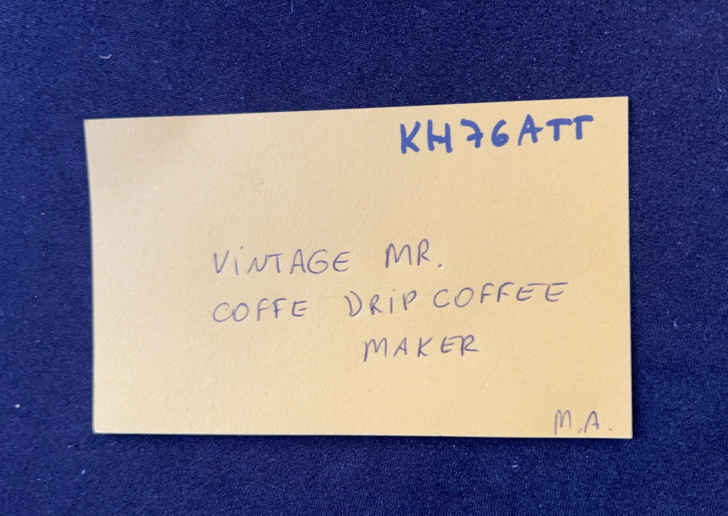 KH76ATT
VINTAGE MR.
COFFE DRIP COFFEE
MAKER
M.A.